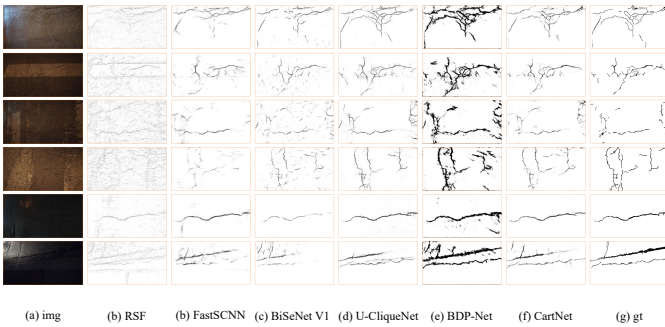 (a) img (b) RSF (b) FastSCNN (c) BiSeNet V1 (d) U-CliqueNet (e) BDP-Net (f) CartNet (g) gt